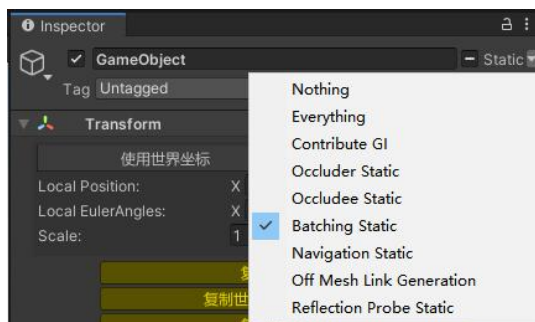 Inspector
GameObject
Static
Tag Untagged
Nothing
Everything
Contribute GI
Occluder Static
Occludee Static
Batching Static
Navigation Static
Off Mesh Link Generation
Reflection Probe Static
Transform
使用世界坐标
Local Position: X
Local EulerAngles: X
Scale: 1
复制世